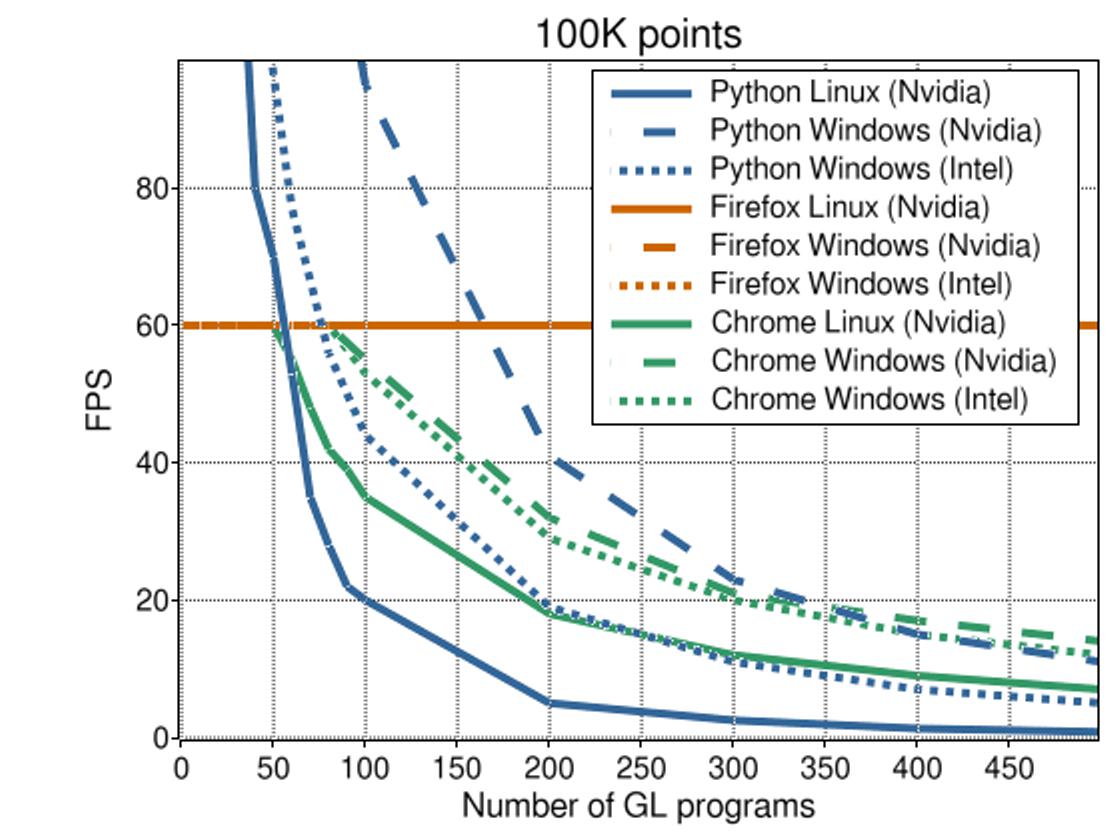 100K points
Python Linux (Nvidia)
Python Windows (Nvidia)
Python Windows (Intel)
Firefox Linux (Nvidia)
Firefox Windows (Nvidia)
Firefox Windows (Intel)
Chrome Linux (Nvidia)
Chrome Windows (Nvidia)
Chrome Windows (Intel)
FPS
80
60
40
20
0
0 50 100 150 200 250 300 350 400 450
Number of GL programs